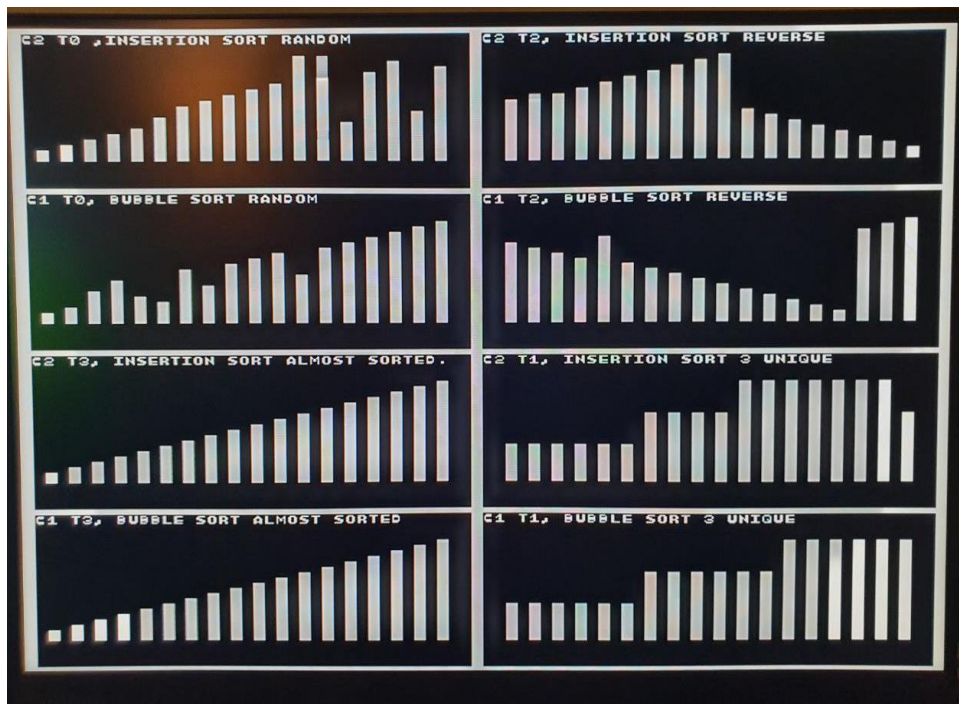 C2 T0 ,INSERTION SORT RANDOM
C2 T2, INSERTION SORT REVERSE
C1 T0, BUBBLE SORT RANDOM
C1 T2, BUBBLE SORT REVERSE
C2 T3, INSERTION SORT ALMOST SORTED.
C2 T1, INSERTION SORT 3 UNIQUE
C1 T3, BUBBLE SORT ALMOST SORTED
C1 T1, BUBBLE SORT 3 UNIQUE